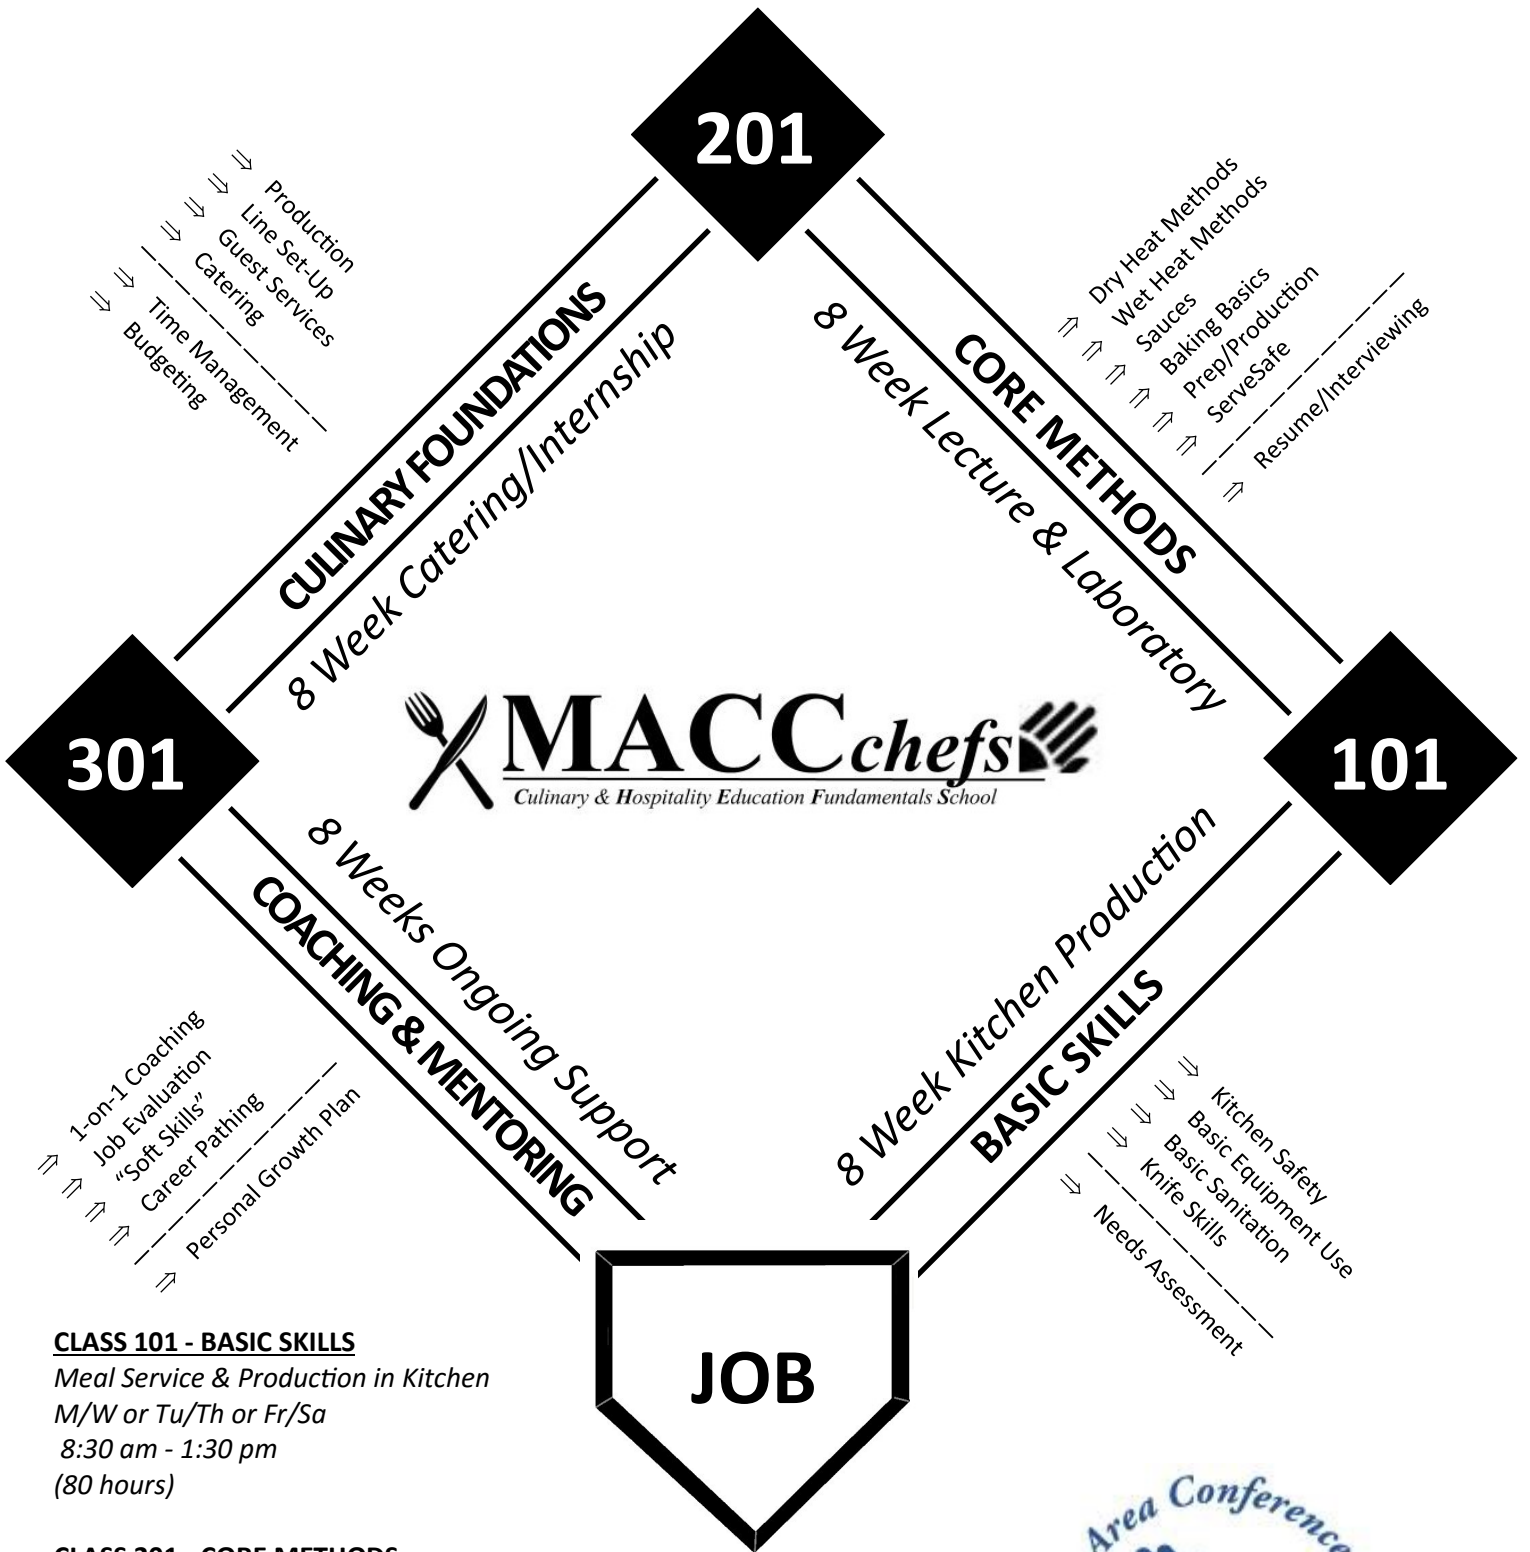 201
Production
Line Set-Up
Guest Services
Catering
Time Management
Budgeting
CULINARY FOUNDATIONS
8 Week Catering/Internship
Dry Heat Methods
Wet Heat Methods
Sauces
Baking Basics
Prep/Production
ServeSafe
Resume/Interviewing
CORE METHODS
8 Week Lecture & Laboratory
301
MACCchefs
Culinary & Hospitality Education Fundamentals School
101
8 Weeks Ongoing Support
COACHING & MENTORING
1-on-1 Coaching
Job Evaluation
“Soft Skills”
Career Pathing
Personal Growth Plan
8 Week Kitchen Production
BASIC SKILLS
Kitchen Safety
Basic Equipment Use
Basic Sanitation
Knife Skills
Needs Assessment
JOB
CLASS 101 - BASIC SKILLS
Meal Service & Production in Kitchen
M/W or Tu/Th or Fr/Sa
8:30 am - 1:30 pm
(80 hours)
CLASS 201 - CORE METHODS
Area Conference